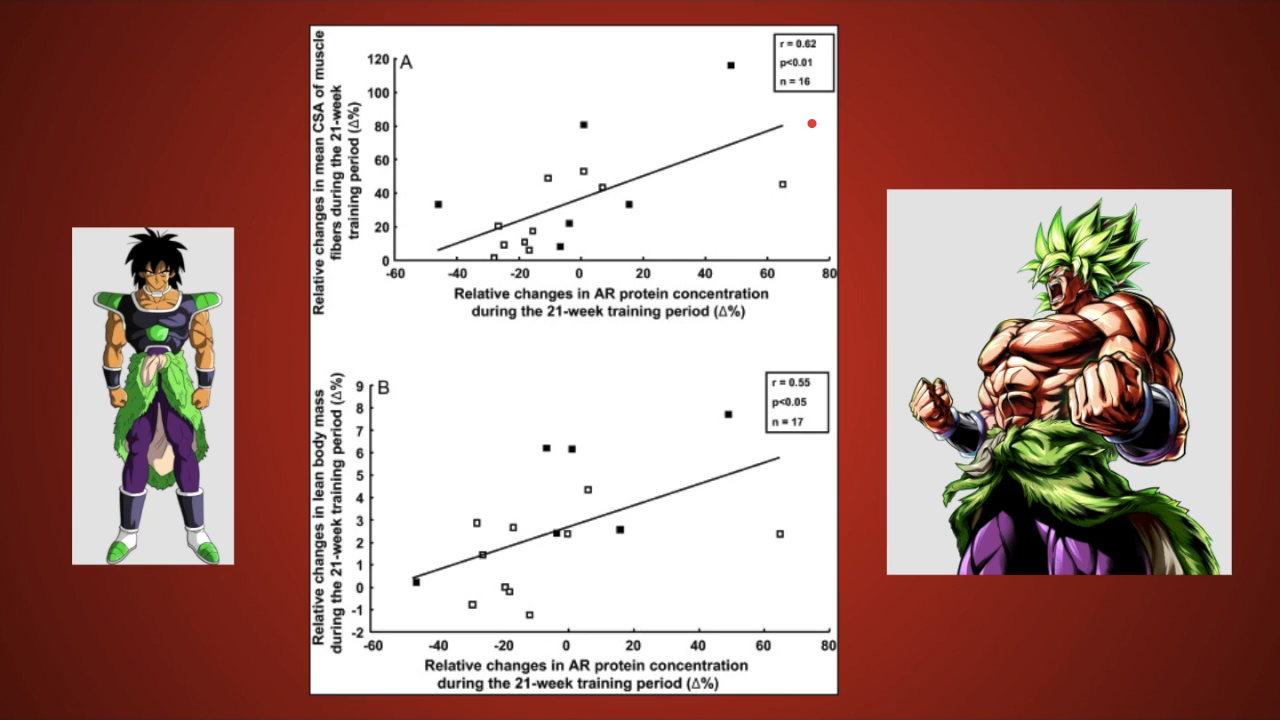 Relative changes in mean CSA of muscle
fibers during the 21-week
training period (Δ%)
A
120
100
80
60
40
20
0
-60 -40 -20 0 20 40 60 80
r = 0.62
p<0.01
n = 16
Relative changes in AR protein concentration
during the 21-week training period (Δ%)
Relative changes in lean body mass
during the 21-week training period (Δ%)
B
9
8
7
6
5
4
3
2
1
0
-1
-2
-60 -40 -20 0 20 40 60 80
r = 0.55
p<0.05
n = 17
Relative changes in AR protein concentration
during the 21-week training period (Δ%)